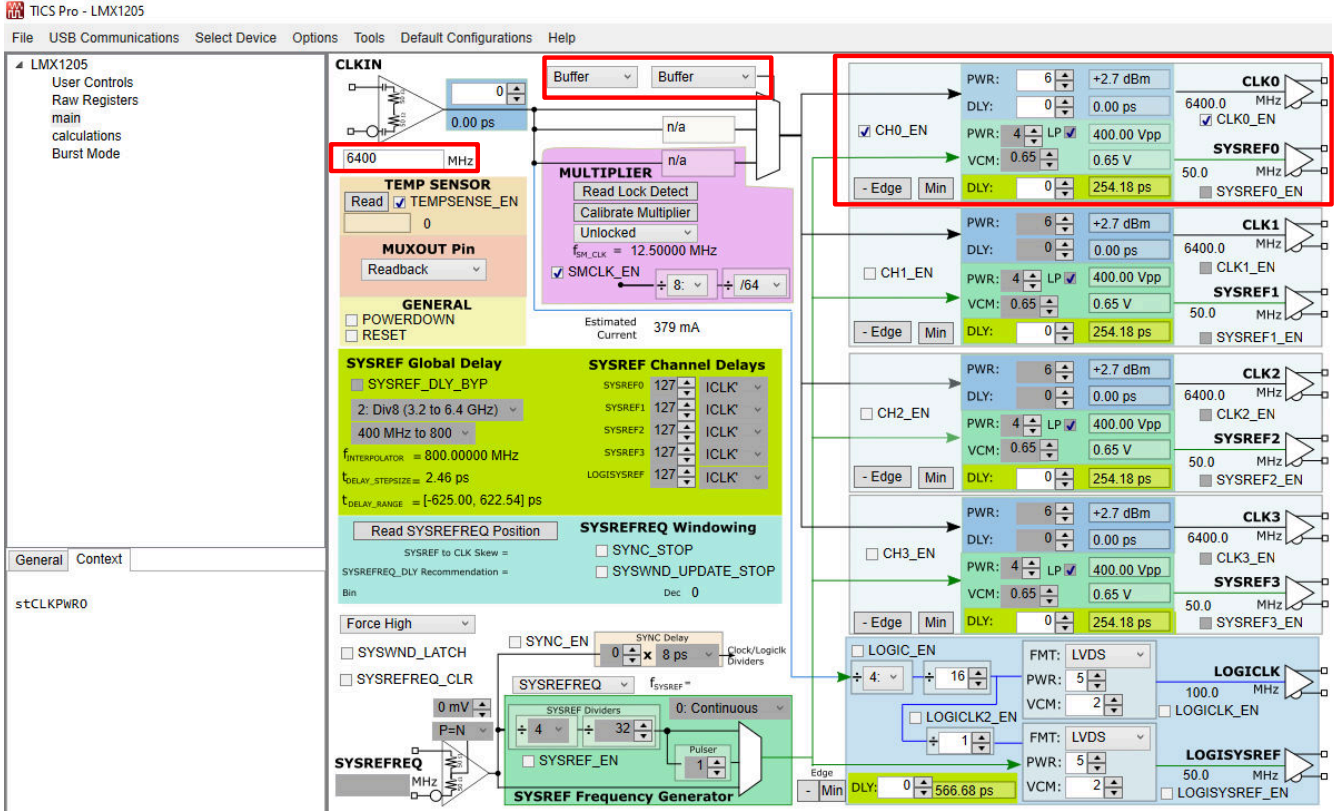 TICS Pro - LMX1205
File USB Communications Select Device Options Tools Default Configurations Help
LMX1205
User Controls
Raw Registers
main
calculations
Burst Mode
General Context
stCLKPWR0
CLKIN
50 Ω
50 Ω
0
0.00 ps
6400 MHz
Buffer Buffer
n/a
n/a
TEMP SENSOR
Read TEMPSENSE_EN
0
MUXOUT Pin
Readback
GENERAL
POWERDOWN
RESET
MULTIPLIER
Read Lock Detect
Calibrate Multiplier
Unlocked
fSM_CLK = 12.50000 MHz
SMCLK_EN
÷ 8: ÷ /64
Estimated Current 379 mA
SYSREF Global Delay
SYSREF_DLY_BYP
2: Div8 (3.2 to 6.4 GHz)
400 MHz to 800
fINTERPOLATOR = 800.00000 MHz
tDELAY_STEPSIZE = 2.46 ps
tDELAY_RANGE = [-625.00, 622.54] ps
SYSREF Channel Delays
SYSREF0 127 ICLK'
SYSREF1 127 ICLK'
SYSREF2 127 ICLK'
SYSREF3 127 ICLK'
LOGISYSREF 127 ICLK'
Read SYSREFREQ Position
SYSREF to CLK Skew =
SYSREFREQ_DLY Recommendation =
Bin Dec 0
SYSREFREQ Windowing
SYNC_STOP
SYSWND_UPDATE_STOP
Force High
SYSWND_LATCH
SYSREFREQ_CLR
SYNC_EN
SYNC Delay
0 x 8 ps
Clock/Logiclk
Dividers
SYSREFREQ fSYSREF =
0 mV
P=N
SYSREFREQ
MHz
50 Ω
50 Ω
SYSREF Dividers
÷ 4 ÷ 32
0: Continuous
SYSREF_EN
Pulser
1
SYSREF Frequency Generator
CH0_EN
- Edge Min
PWR: 6 +2.7 dBm
DLY: 0 0.00 ps
PWR: 4 LP 400.00 Vpp
VCM: 0.65 0.65 V
DLY: 0 254.18 ps
CLK0
6400.0 MHz
CLK0_EN
SYSREF0
50.0 MHz
SYSREF0_EN
CH1_EN
- Edge Min
PWR: 6 +2.7 dBm
DLY: 0 0.00 ps
PWR: 4 LP 400.00 Vpp
VCM: 0.65 0.65 V
DLY: 0 254.18 ps
CLK1
6400.0 MHz
CLK1_EN
SYSREF1
50.0 MHz
SYSREF1_EN
CH2_EN
- Edge Min
PWR: 6 +2.7 dBm
DLY: 0 0.00 ps
PWR: 4 LP 400.00 Vpp
VCM: 0.65 0.65 V
DLY: 0 254.18 ps
CLK2
6400.0 MHz
CLK2_EN
SYSREF2
50.0 MHz
SYSREF2_EN
CH3_EN
- Edge Min
PWR: 6 +2.7 dBm
DLY: 0 0.00 ps
PWR: 4 LP 400.00 Vpp
VCM: 0.65 0.65 V
DLY: 0 254.18 ps
CLK3
6400.0 MHz
CLK3_EN
SYSREF3
50.0 MHz
SYSREF3_EN
LOGIC_EN
÷ 4: ÷ 16
LOGICLK2_EN
÷ 1
FMT: LVDS
PWR: 5
VCM: 2
LOGICLK
100.0 MHz
LOGICLK_EN
FMT: LVDS
PWR: 5
VCM: 2
LOGISYSREF
50.0 MHz
LOGISYSREF_EN
Edge
- Min DLY: 0 566.68 ps